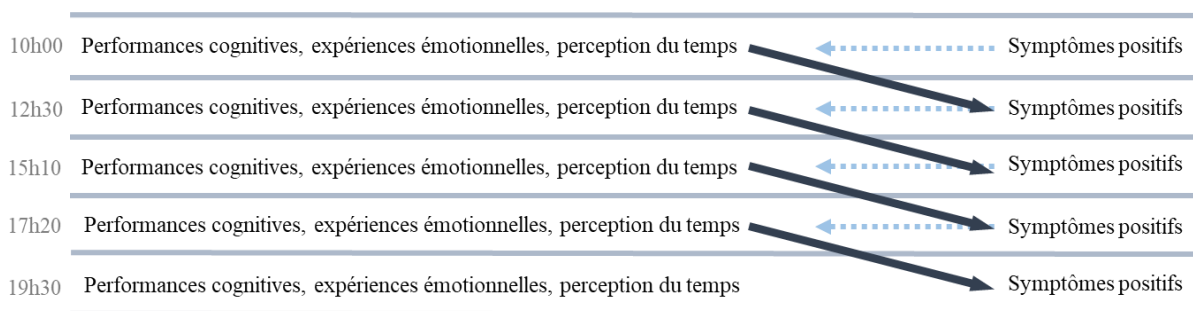 10h00 Performances cognitives, expériences émotionnelles, perception du temps Symptômes positifs
12h30 Performances cognitives, expériences émotionnelles, perception du temps Symptômes positifs
15h10 Performances cognitives, expériences émotionnelles, perception du temps Symptômes positifs
17h20 Performances cognitives, expériences émotionnelles, perception du temps Symptômes positifs
19h30 Performances cognitives, expériences émotionnelles, perception du temps Symptômes positifs